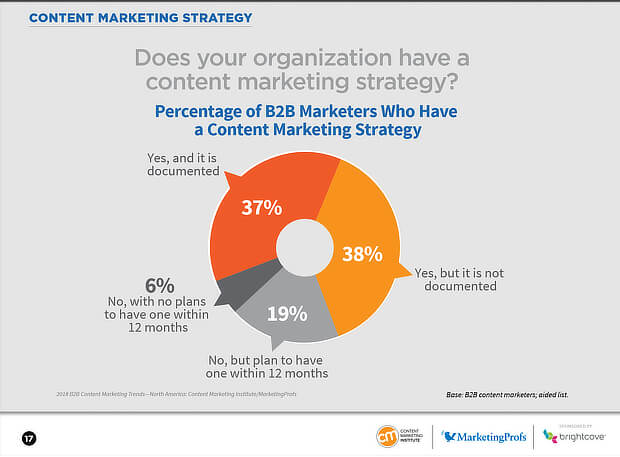 CONTENT MARKETING STRATEGY
Does your organization have a
content marketing strategy?
Percentage of B2B Marketers Who Have
a Content Marketing Strategy
Yes, and it is
documented
37%
38%
Yes, but it is not
documented
6%
No, with no plans
to have one within
12 months
19%
No, but plan to have
one within 12 months
2018 B2B Content Marketing Trends—North America: Content Marketing Institute/MarketingProfs
Base: B2B content marketers; aided list.
17
cm
CONTENT
MARKETING
INSTITUTE
MarketingProfs
SPONSORED BY
brightcove